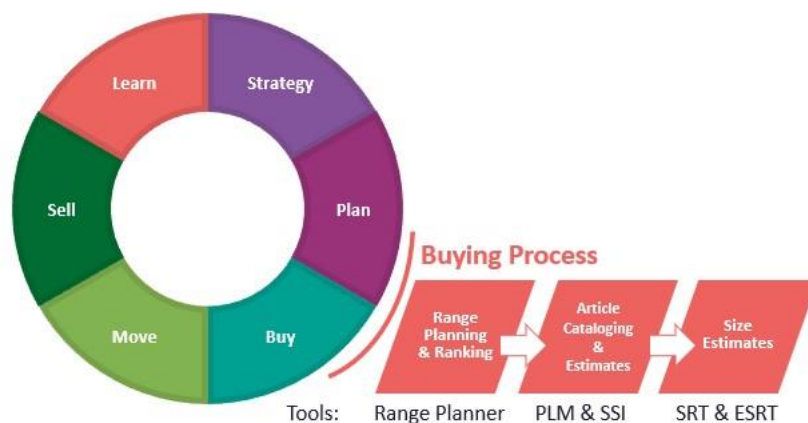 Learn
Strategy
Sell
Plan
Move
Buy
Buying Process
Range
Planning
& Ranking
Article
Cataloging
&
Estimates
Size
Estimates
Tools: Range Planner PLM & SSI SRT & ESRT